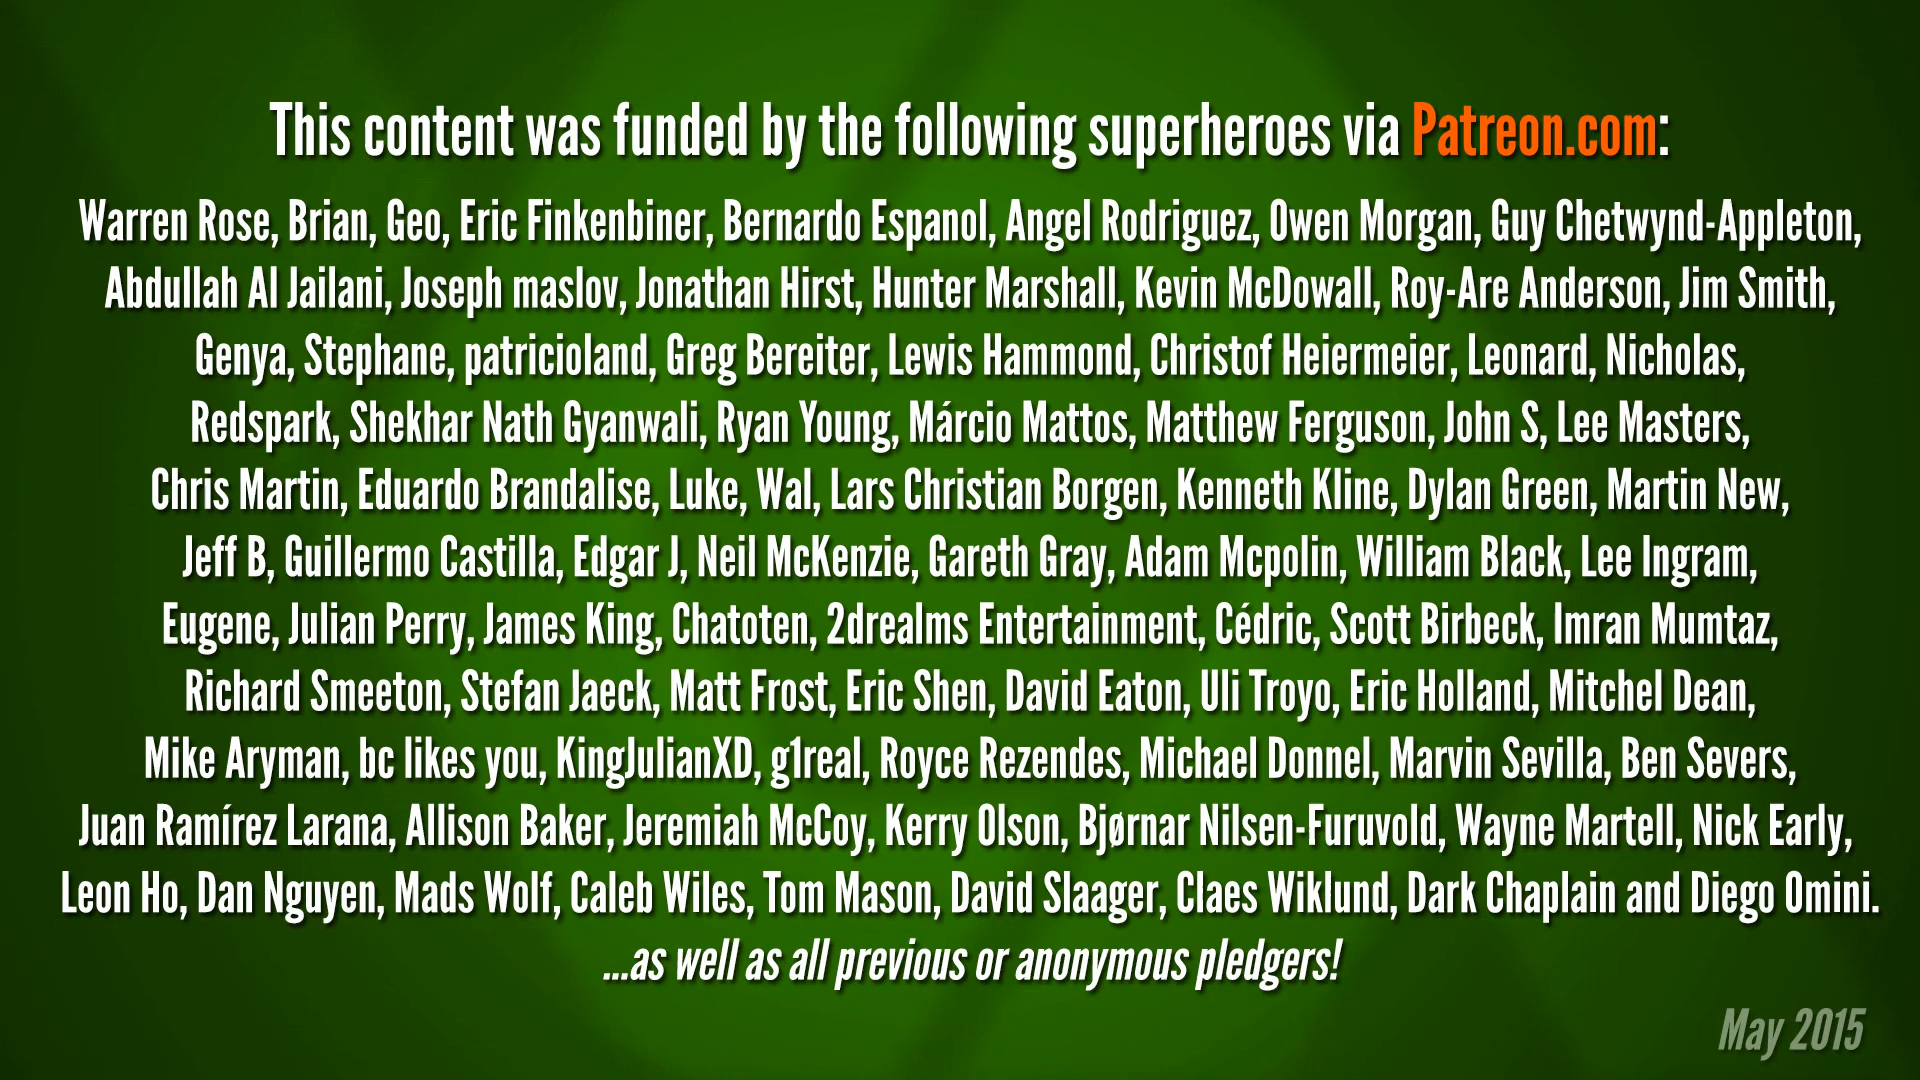 This content was funded by the following superheroes via Patreon.com:
Warren Rose, Brian, Geo, Eric Finkenbiner, Bernardo Espanol, Angel Rodriguez, Owen Morgan, Guy Chetwynd-Appleton,
Abdullah Al Jailani, Joseph maslov, Jonathan Hirst, Hunter Marshall, Kevin McDowall, Roy-Are Anderson, Jim Smith,
Genya, Stephane, patricioland, Greg Bereiter, Lewis Hammond, Christof Heiermeier, Leonard, Nicholas,
Redspark, Shekhar Nath Gyanwali, Ryan Young, Márcio Mattos, Matthew Ferguson, John S, Lee Masters,
Chris Martin, Eduardo Brandalise, Luke, Wal, Lars Christian Borgen, Kenneth Kline, Dylan Green, Martin New,
Jeff B, Guillermo Castilla, Edgar J, Neil McKenzie, Gareth Gray, Adam Mcpolin, William Black, Lee Ingram,
Eugene, Julian Perry, James King, Chatoten, 2drealms Entertainment, Cédric, Scott Birbeck, Imran Mumtaz,
Richard Smeeton, Stefan Jaeck, Matt Frost, Eric Shen, David Eaton, Uli Troyo, Eric Holland, Mitchel Dean,
Mike Aryman, bc likes you, KingJulianXD, g1real, Royce Rezendes, Michael Donnel, Marvin Sevilla, Ben Severs,
Juan Ramírez Larana, Allison Baker, Jeremiah McCoy, Kerry Olson, Bjørnar Nilsen-Furuvold, Wayne Martell, Nick Early,
Leon Ho, Dan Nguyen, Mads Wolf, Caleb Wiles, Tom Mason, David Slaager, Claes Wiklund, Dark Chaplain and Diego Omini.
...as well as all previous or anonymous pledgers!
May 2015